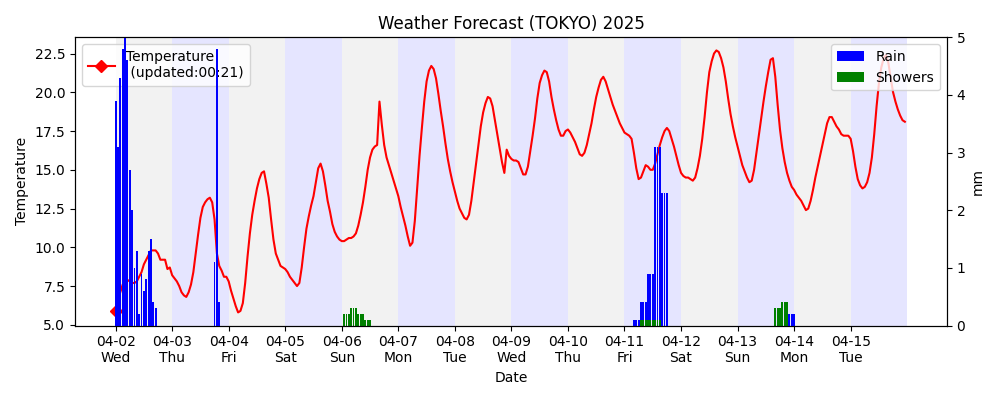 Weather Forecast (TOKYO) 2025
Temperature
(updated:00:21)
Rain
Showers
22.5
20.0
17.5
15.0
12.5
10.0
7.5
5.0
Temperature
5
4
3
2
1
0
mm
04-02 04-03 04-04 04-05 04-06 04-07 04-08 04-09 04-10 04-11 04-12 04-13 04-14 04-15
Wed Thu Fri Sat Sun Mon Tue Wed Thu Fri Sat Sun Mon Tue
Date